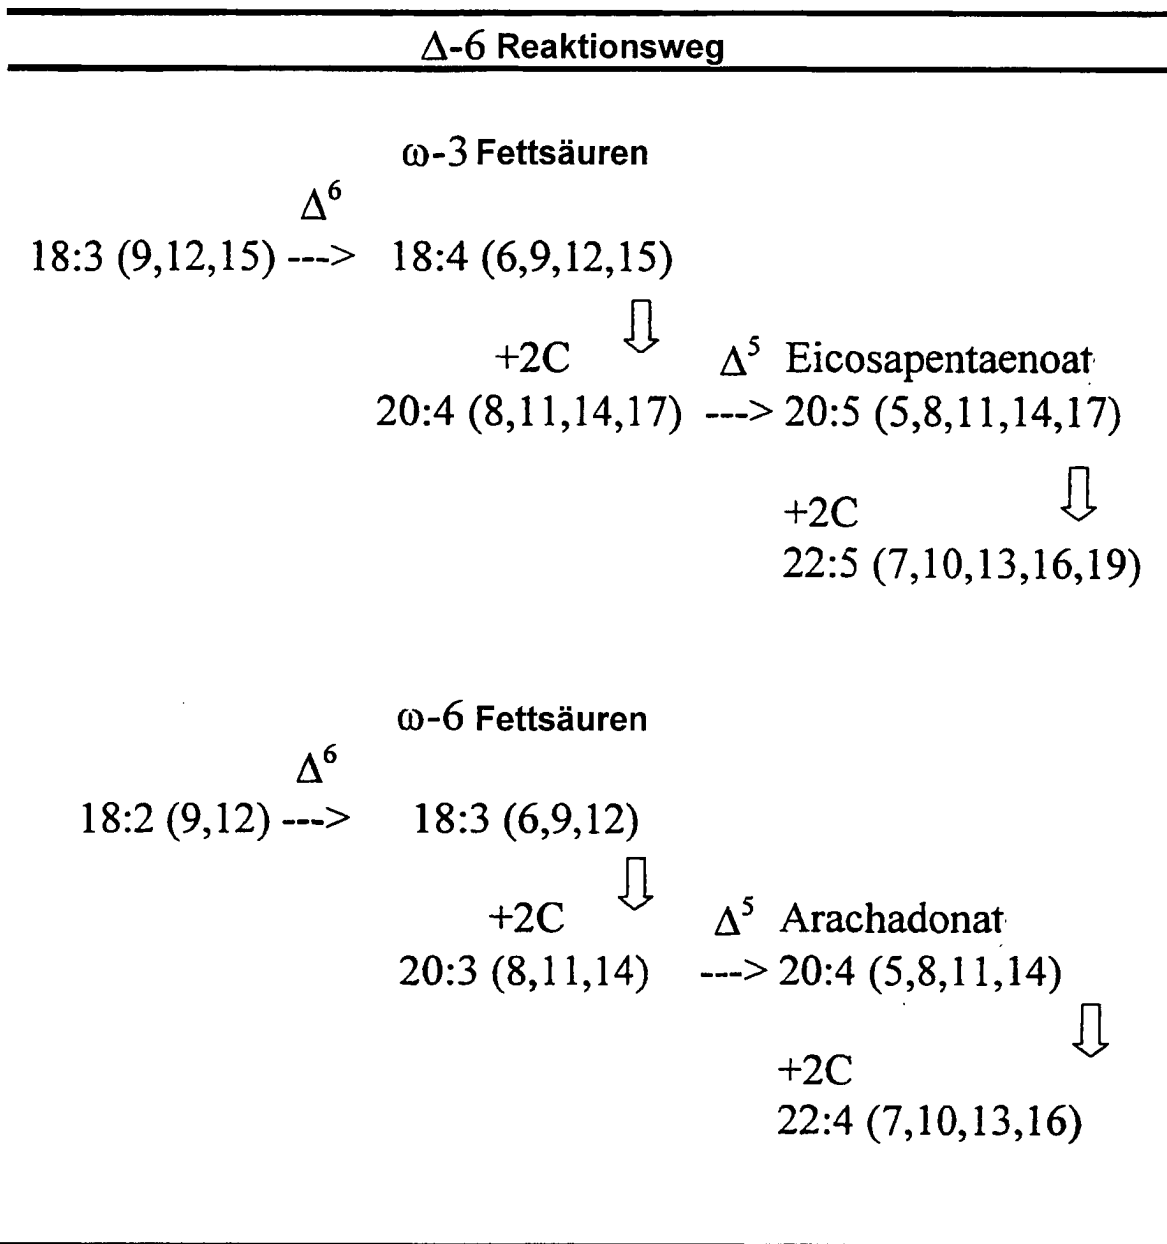 Δ-6 Reaktionsweg
ω-3 Fettsäuren
Δ⁶
18:3 (9,12,15) ---> 18:4 (6,9,12,15)
+2C Δ⁵ Eicosapentaenoat
20:4 (8,11,14,17) ---> 20:5 (5,8,11,14,17)
+2C
22:5 (7,10,13,16,19)
ω-6 Fettsäuren
Δ⁶
18:2 (9,12) ---> 18:3 (6,9,12)
+2C Δ⁵ Arachadonat
20:3 (8,11,14) ---> 20:4 (5,8,11,14)
+2C
22:4 (7,10,13,16)